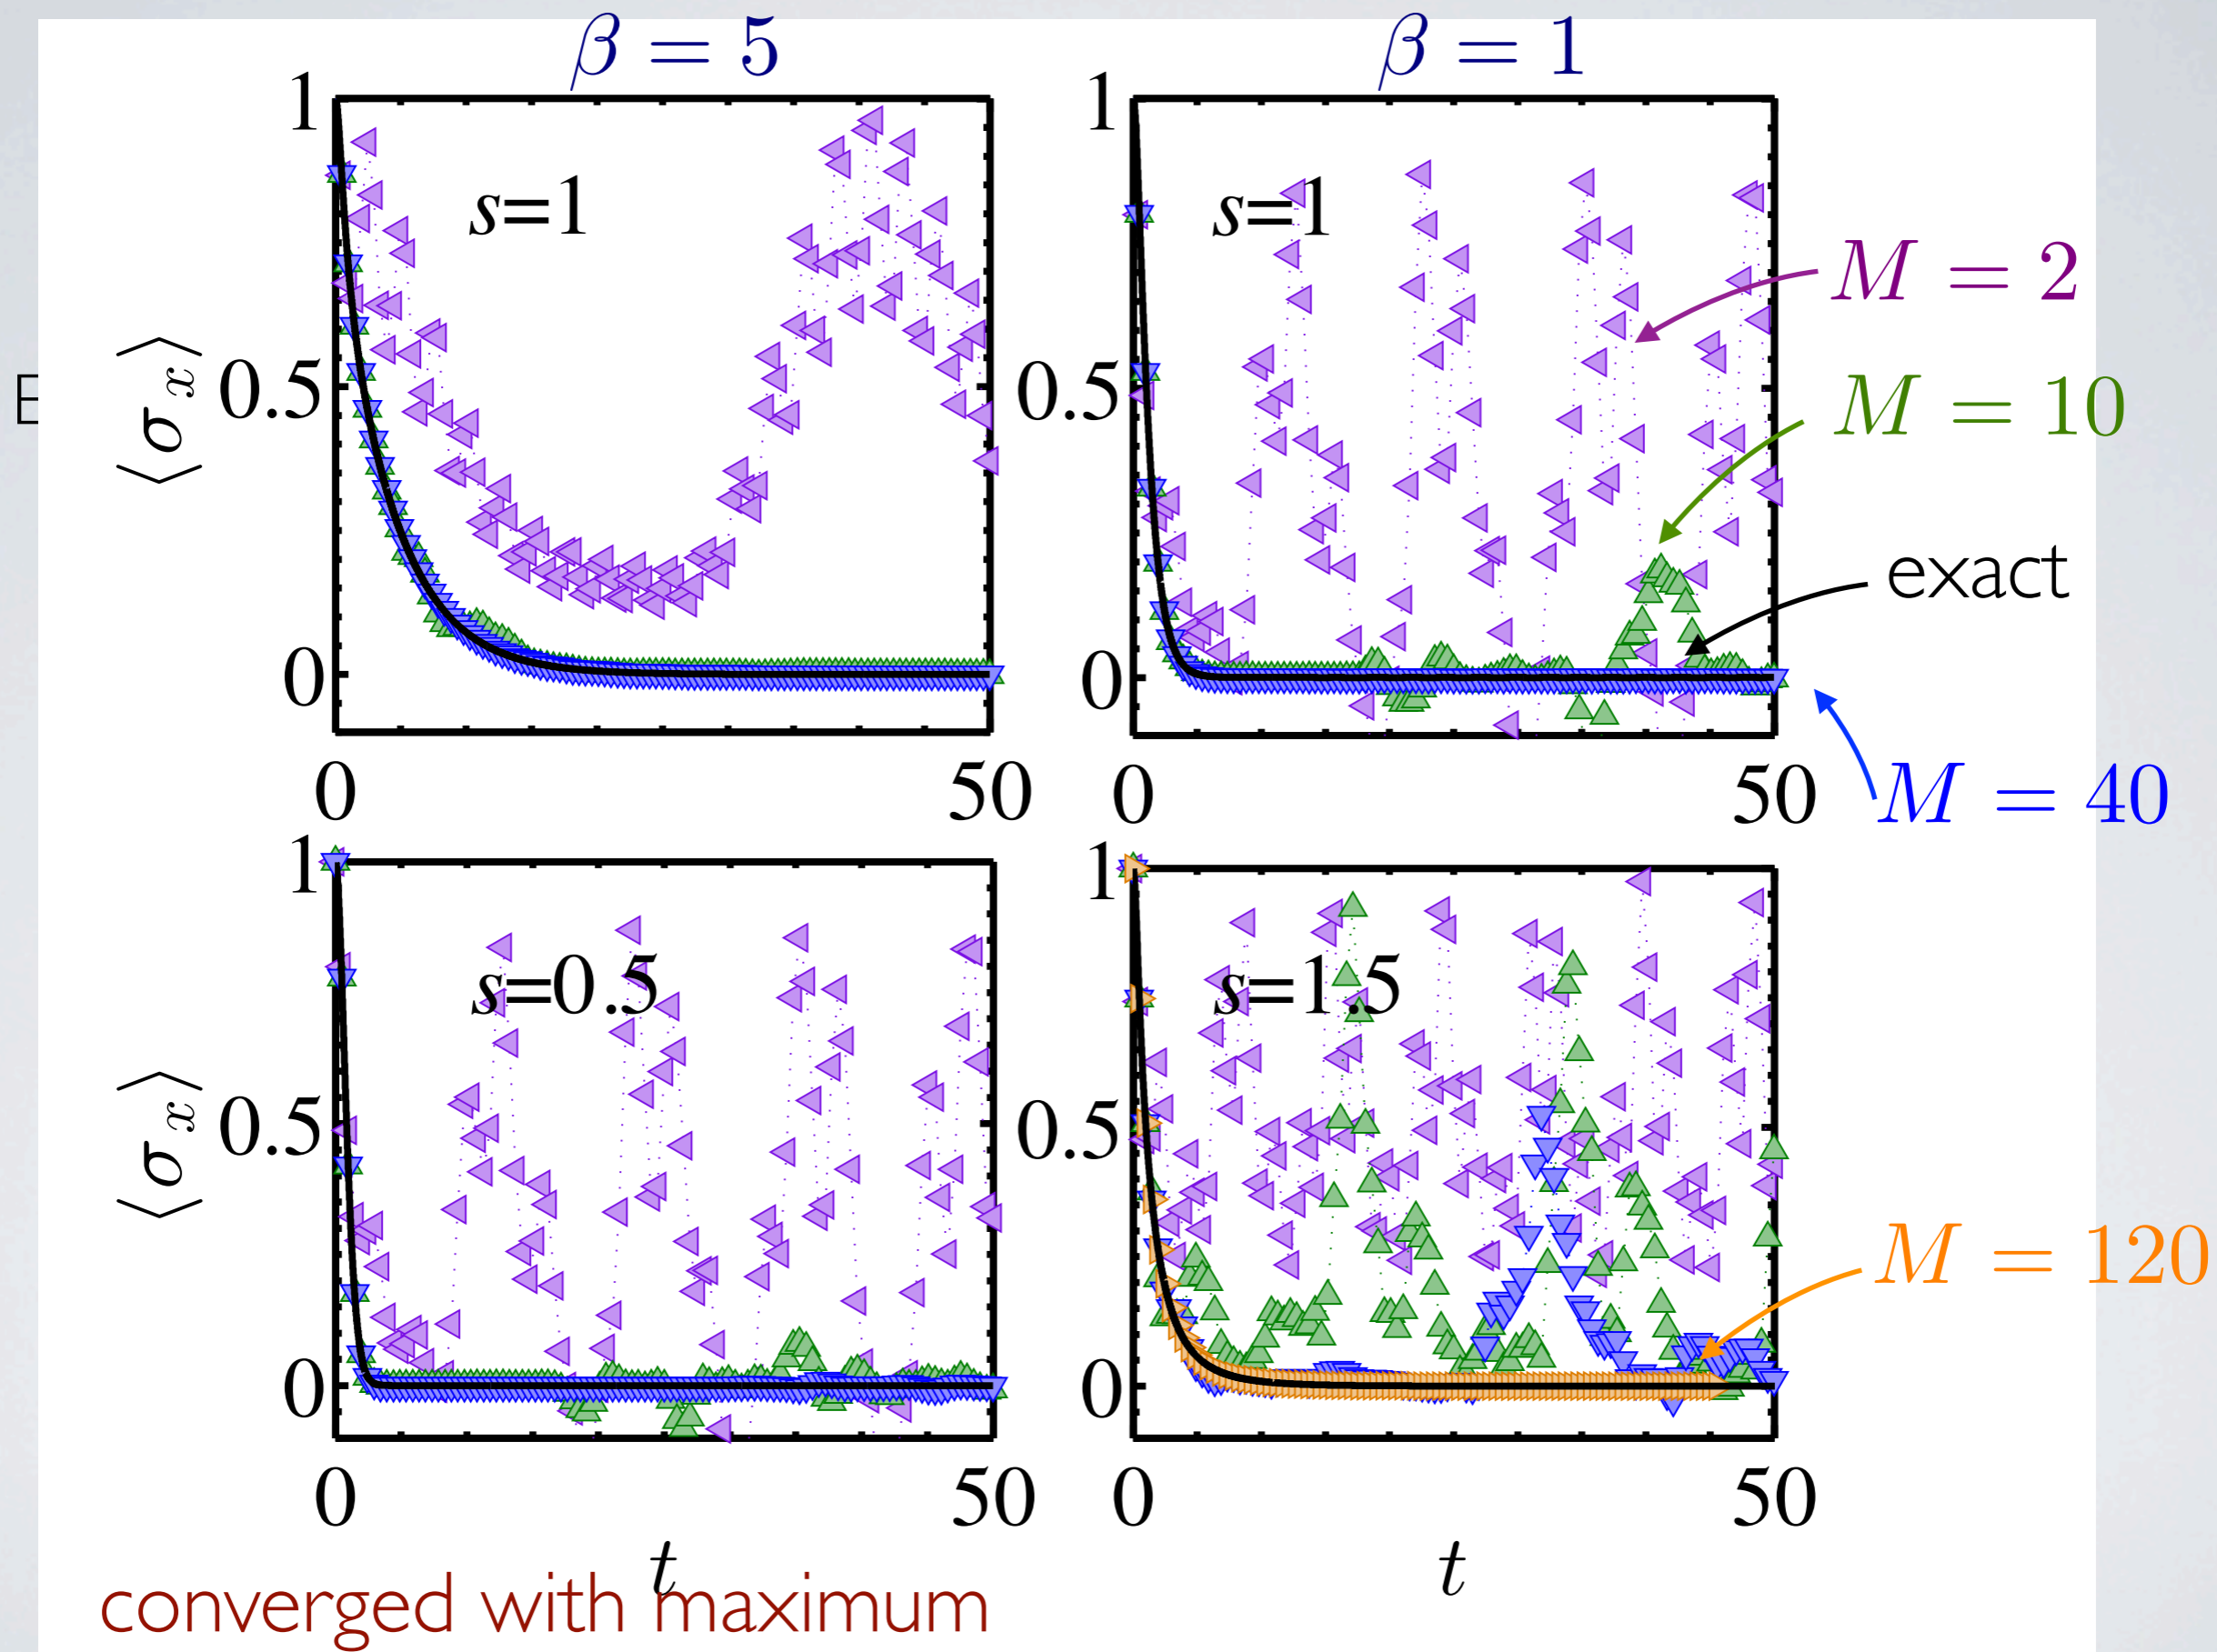 β = 5
β = 1
1
s=1
⟨σx⟩
0.5
0
0
50
1
s=1
0.5
0
0
50
M = 2
M = 10
exact
M = 40
E
1
s=0.5
⟨σx⟩
0.5
0
0
50
t
1
s=1.5
0.5
0
0
50
t
M = 120
converged with maximum